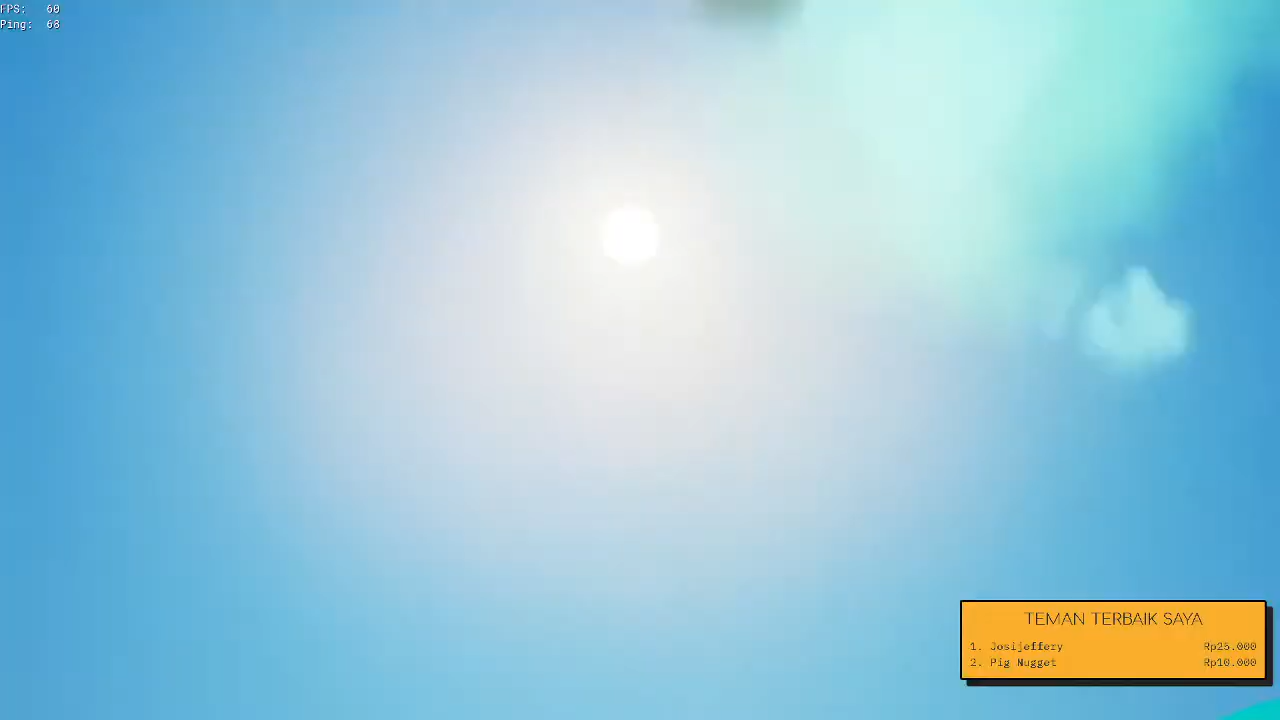 FPS: 60
Ping: 68
TEMAN TERBAIK SAYA
1. Josijeffery Rp25.000
2. Pig Nugget Rp10.000